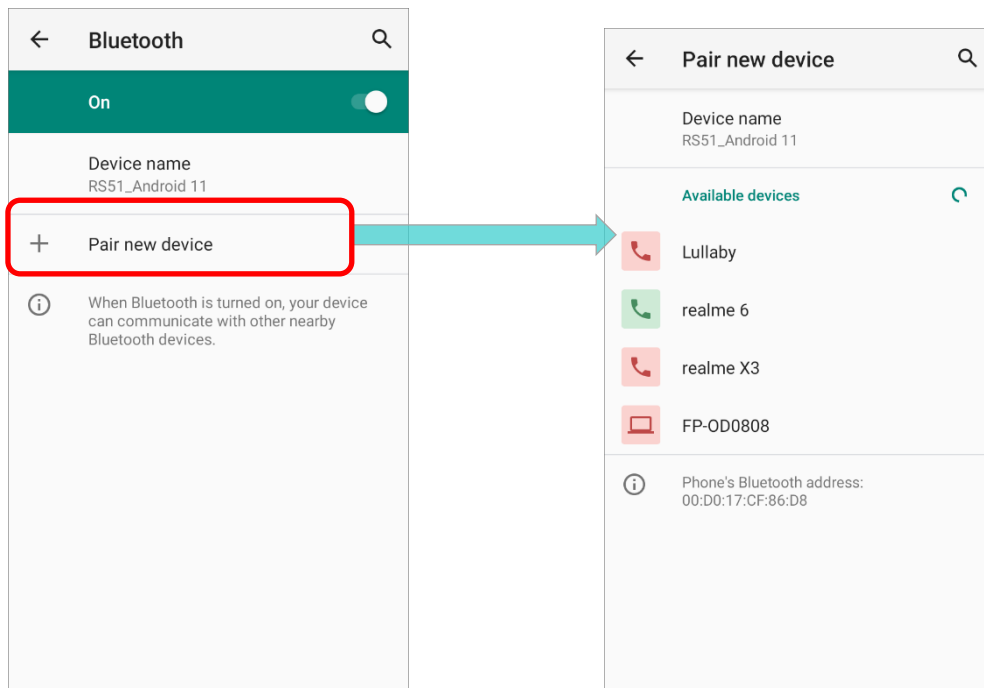 Bluetooth
On
Device name
RS51_Android 11
Pair new device
When Bluetooth is turned on, your device
can communicate with other nearby
Bluetooth devices.
Pair new device
Device name
RS51_Android 11
Available devices
Lullaby
realme 6
realme X3
FP-OD0808
Phone's Bluetooth address:
00:D0:17:CF:86:D8